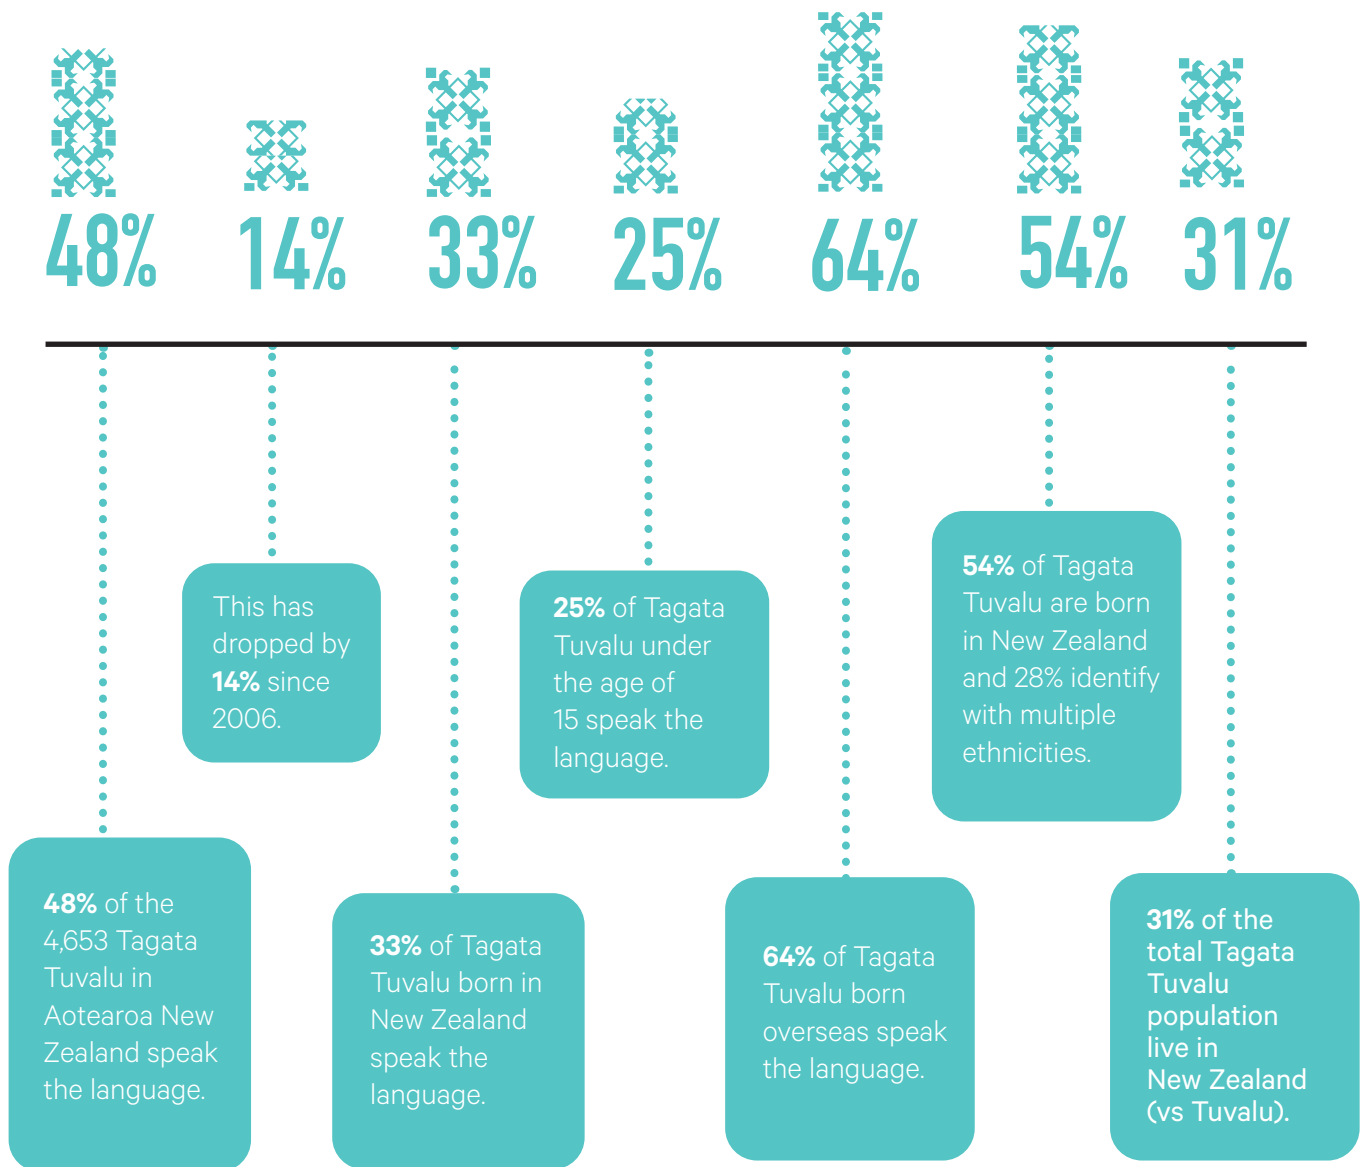 48% 14% 33% 25% 64% 54% 31%
48% of the
4,653 Tagata
Tuvalu in
Aotearoa New
Zealand speak
the language.
This has
dropped by
14% since
2006.
33% of Tagata
Tuvalu born in
New Zealand
speak the
language.
25% of Tagata
Tuvalu under
the age of
15 speak the
language.
64% of Tagata
Tuvalu born
overseas speak
the language.
54% of Tagata
Tuvalu are born
in New Zealand
and 28% identify
with multiple
ethnicities.
31% of the
total Tagata
Tuvalu
population
live in
New Zealand
(vs Tuvalu).